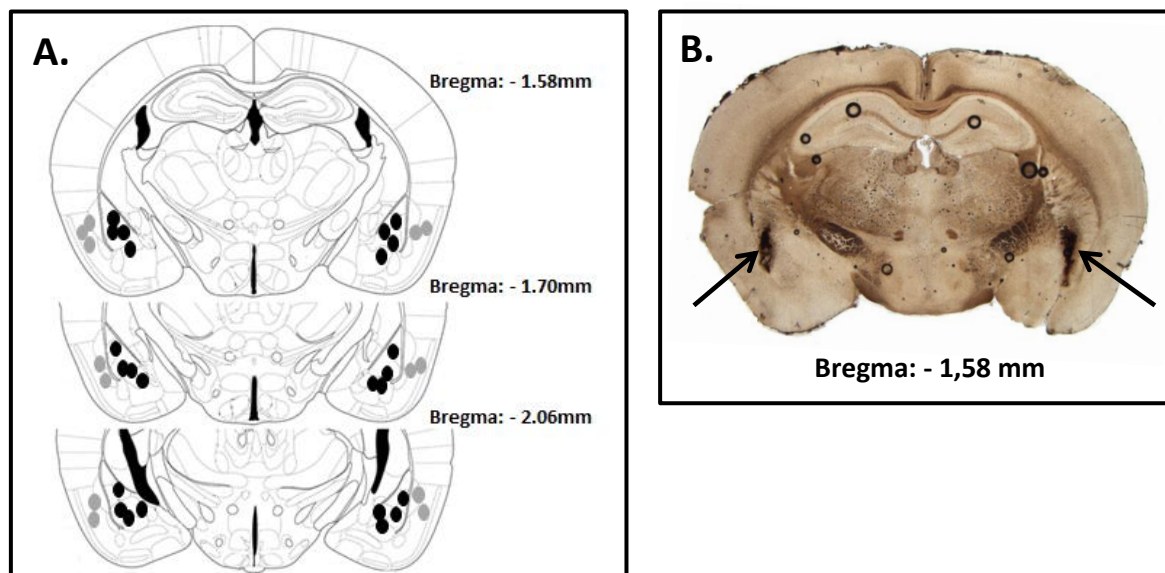 A.
Bregma: - 1.58mm
Bregma: - 1.70mm
Bregma: - 2.06mm
B.
Bregma: - 1,58 mm